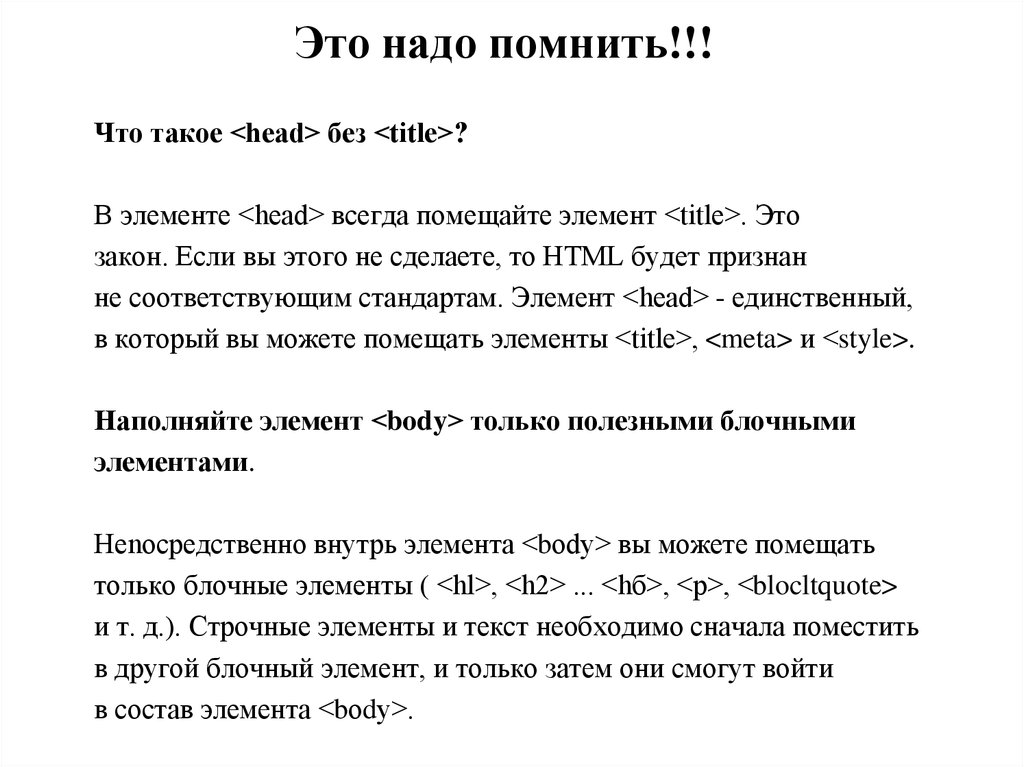 Это надо помнить!!!
Что такое <head> без <title>?
В элементе <head> всегда помещайте элемент <title>. Это
закон. Если вы этого не сделаете, то HTML будет признан
не соответствующим стандартам. Элемент <head> - единственный,
в который вы можете помещать элементы <title>, <meta> и <style>.
Наполняйте элемент <body> только полезными блочными
элементами.
Неnосредственно внутрь элемента <body> вы можете помещать
только блочные элементы ( <hl>, <h2> ... <hб>, <р>, <blocltquote>
и т. д.). Строчные элементы и текст необходимо сначала поместить
в другой блочный элемент, и только затем они смогут войти
в состав элемента <body>.